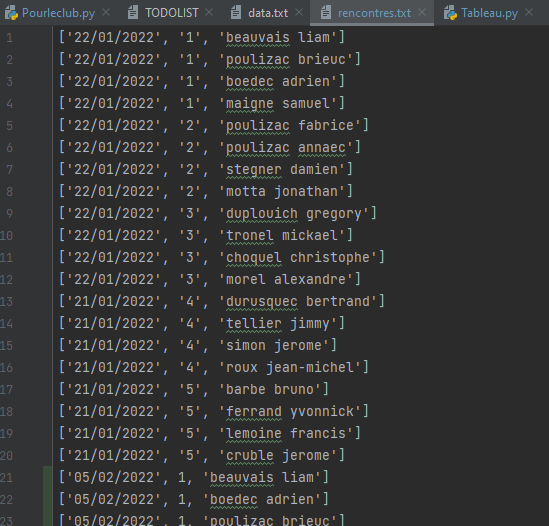 Pourleclub.py TODOLIST data.txt rencontres.txt Tableau.py
1 ['22/01/2022', '1', 'beauvais liam']
2 ['22/01/2022', '1', 'poulizac brieuc']
3 ['22/01/2022', '1', 'boedec adrien']
4 ['22/01/2022', '1', 'maigne samuel']
5 ['22/01/2022', '2', 'poulizac fabrice']
6 ['22/01/2022', '2', 'poulizac annaec']
7 ['22/01/2022', '2', 'stegner damien']
8 ['22/01/2022', '2', 'motta jonathan']
9 ['22/01/2022', '3', 'duplouich gregory']
10 ['22/01/2022', '3', 'tronel mickael']
11 ['22/01/2022', '3', 'choquel christophe']
12 ['22/01/2022', '3', 'morel alexandre']
13 ['21/01/2022', '4', 'durusquec bertrand']
14 ['21/01/2022', '4', 'tellier jimmy']
15 ['21/01/2022', '4', 'simon jerome']
16 ['21/01/2022', '4', 'roux jean-michel']
17 ['21/01/2022', '5', 'barbe bruno']
18 ['21/01/2022', '5', 'ferrand yvonnick']
19 ['21/01/2022', '5', 'lemoine francis']
20 ['21/01/2022', '5', 'cruble jerome']
21 ['05/02/2022', 1, 'beauvais liam']
22 ['05/02/2022', 1, 'boedec adrien']
23 ['05/02/2022', 1, 'poulizac brieuc']